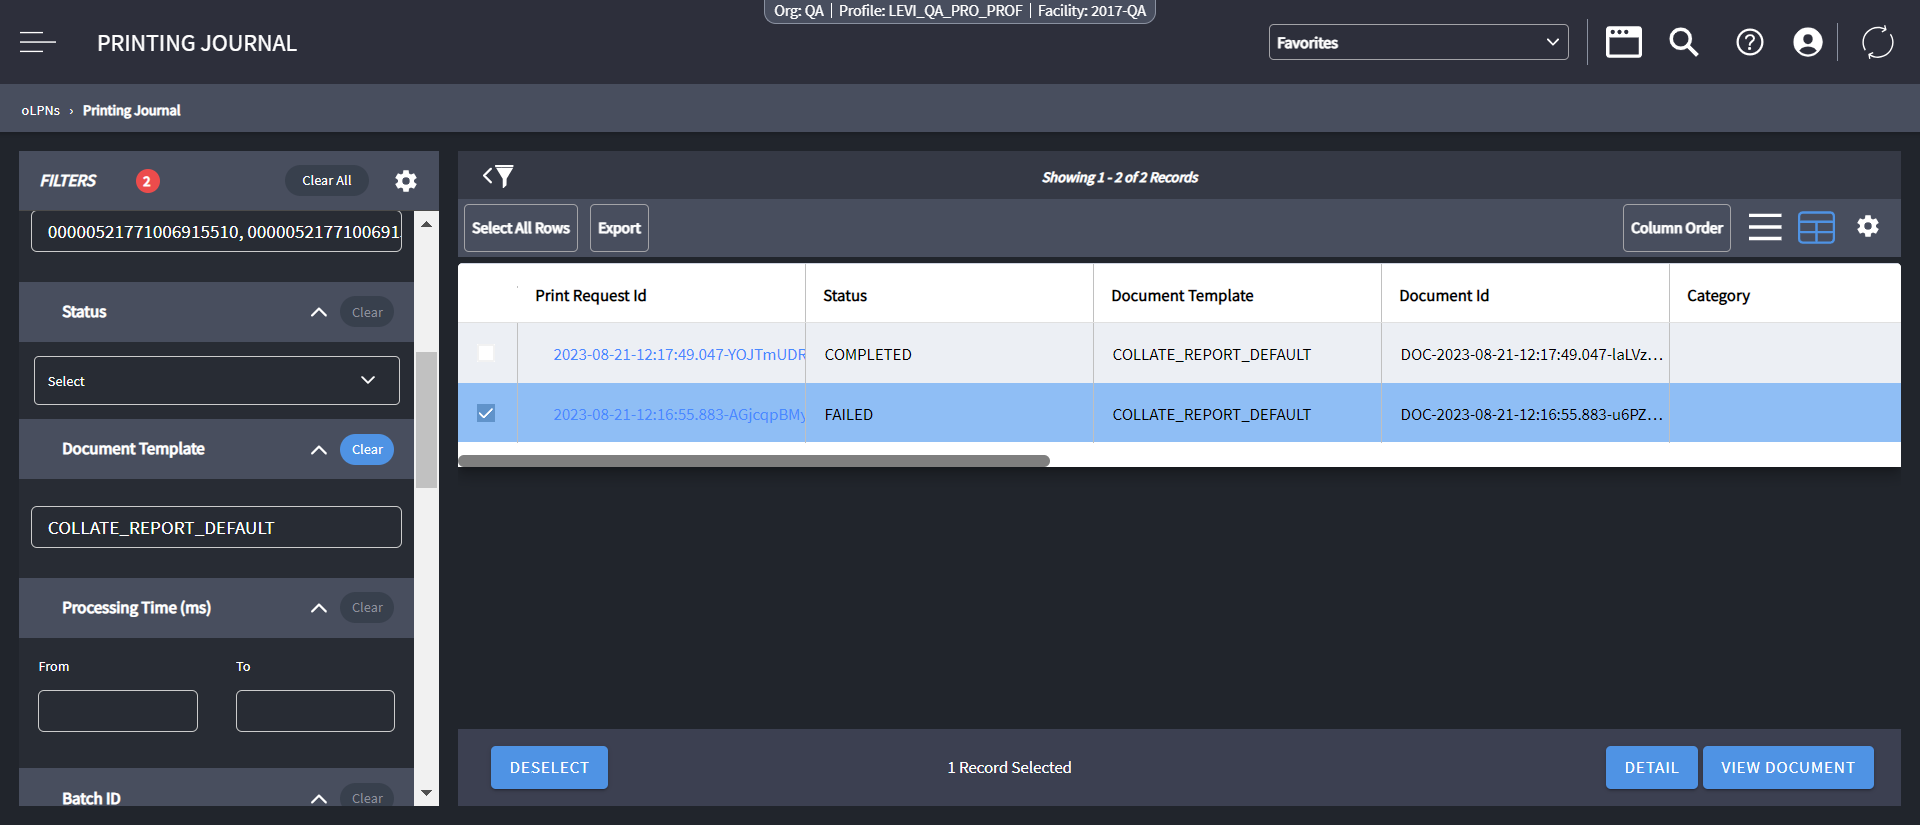 Org: QA | Profile: LEVI_QA_PRO_PROF | Facility: 2017-QA
PRINTING JOURNAL
Favorites
oLPNs › Printing Journal
FILTERS 2 Clear All
00000521771006915510, 0000052177100691
Status Clear
Select
Document Template Clear
COLLATE_REPORT_DEFAULT
Processing Time (ms) Clear
From To
Batch ID Clear
Showing 1 - 2 of 2 Records
Select All Rows Export Column Order
Print Request Id Status Document Template Document Id Category
2023-08-21-12:17:49.047-YOJTmUDR COMPLETED COLLATE_REPORT_DEFAULT DOC-2023-08-21-12:17:49.047-laLVz...
2023-08-21-12:16:55.883-AGjcqpBMy FAILED COLLATE_REPORT_DEFAULT DOC-2023-08-21-12:16:55.883-u6PZ...
DESELECT 1 Record Selected DETAIL VIEW DOCUMENT